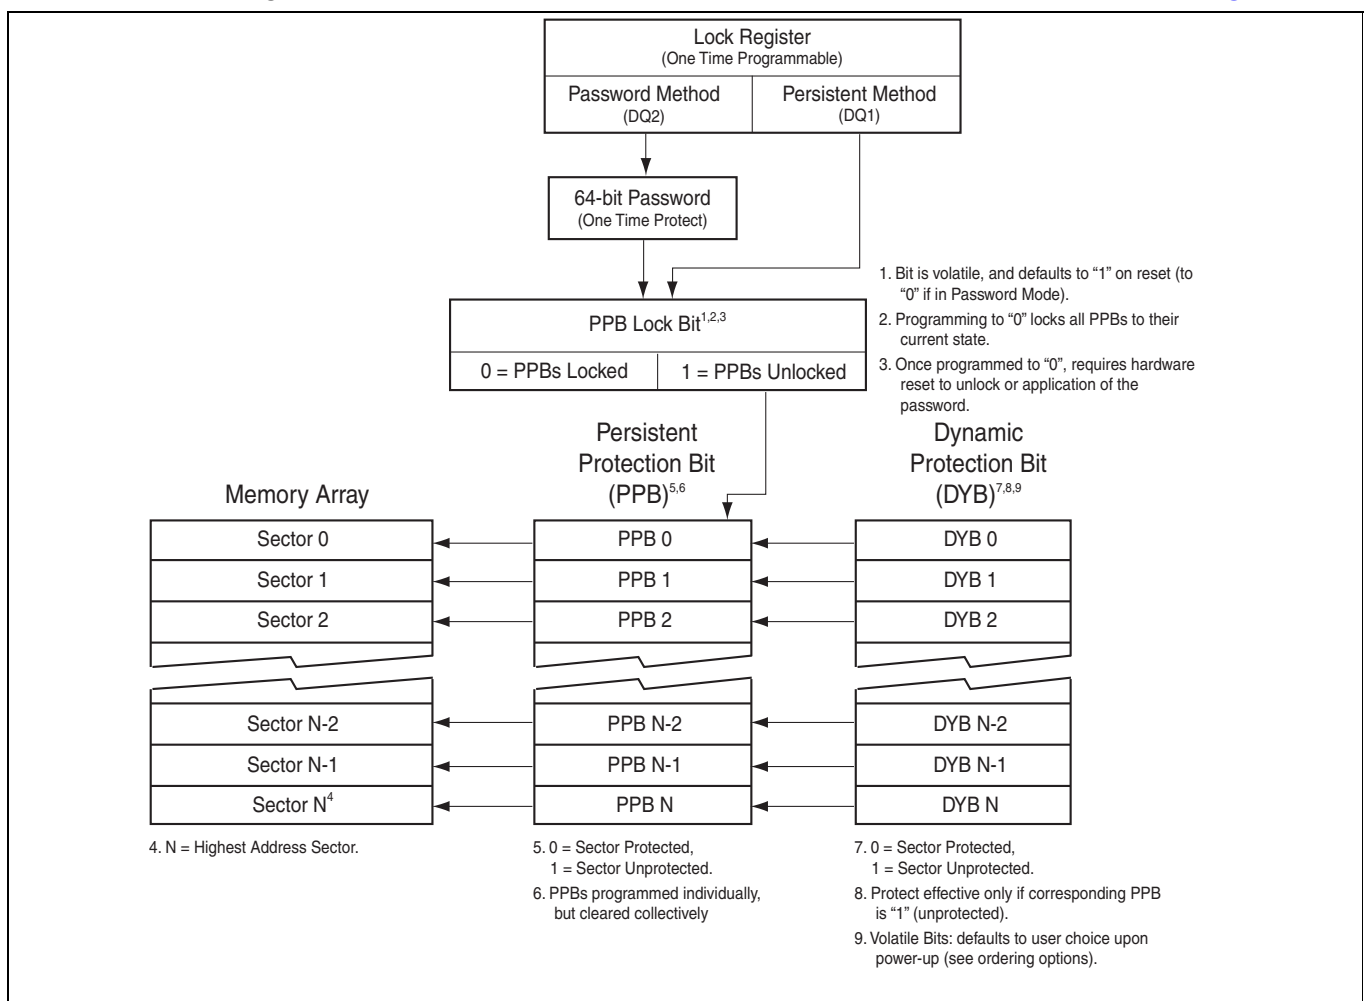 Lock Register
(One Time Programmable)
Password Method
(DQ2)
Persistent Method
(DQ1)
64-bit Password
(One Time Protect)
PPB Lock Bit1,2,3
0 = PPBs Locked
1 = PPBs Unlocked
1. Bit is volatile, and defaults to “1” on reset (to
“0” if in Password Mode).
2. Programming to “0” locks all PPBs to their
current state.
3. Once programmed to “0”, requires hardware
reset to unlock or application of the
password.
Memory Array
Persistent
Protection Bit
(PPB)5,6
Dynamic
Protection Bit
(DYB)7,8,9
Sector 0
PPB 0
DYB 0
Sector 1
PPB 1
DYB 1
Sector 2
PPB 2
DYB 2
Sector N-2
PPB N-2
DYB N-2
Sector N-1
PPB N-1
DYB N-1
Sector N4
PPB N
DYB N
4. N = Highest Address Sector.
5. 0 = Sector Protected,
1 = Sector Unprotected.
6. PPBs programmed individually,
but cleared collectively
7. 0 = Sector Protected,
1 = Sector Unprotected.
8. Protect effective only if corresponding PPB
is “1” (unprotected).
9. Volatile Bits: defaults to user choice upon
power-up (see ordering options).